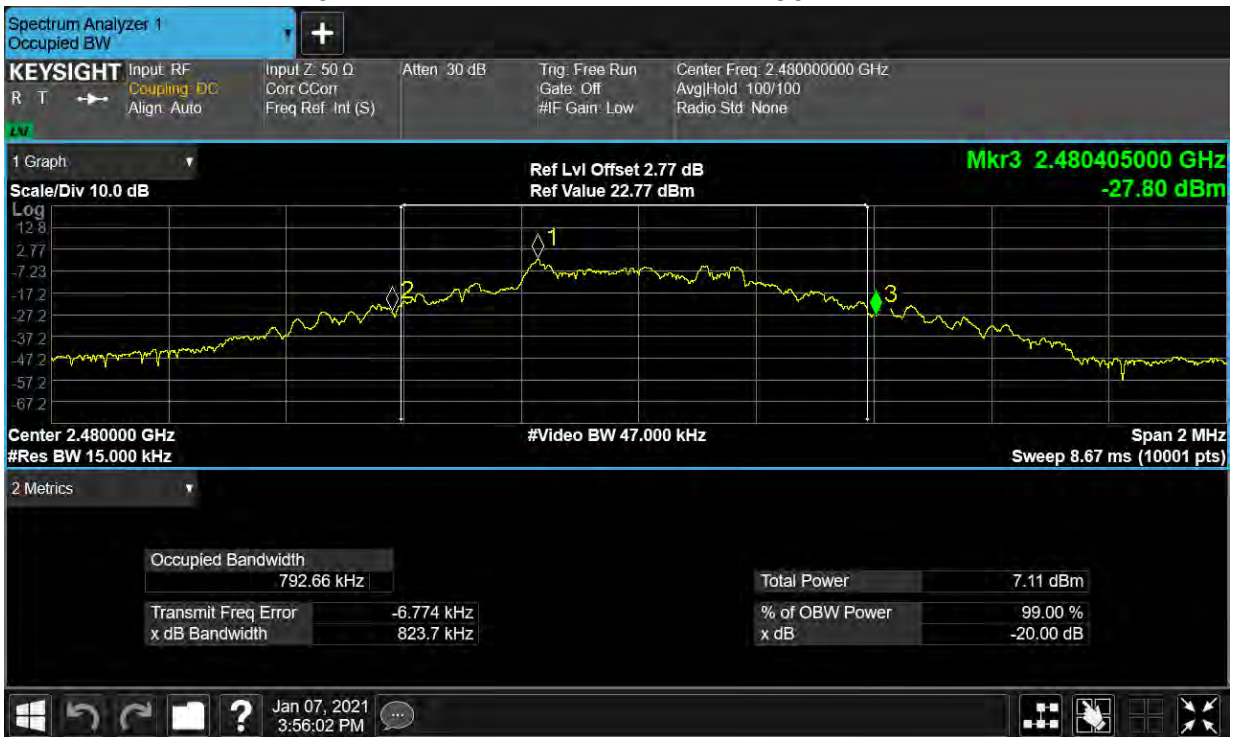 Spectrum Analyzer 1
Occupied BW
+
KEYSIGHT
R T
LXI
Input: RF
Coupling: DC
Align: Auto
Input Z: 50 Ω
Corr CCorr
Freq Ref: Int (S)
Atten: 30 dB
Trig: Free Run
Gate: Off
#IF Gain: Low
Center Freq: 2.480000000 GHz
Avg|Hold: 100/100
Radio Std: None
1 Graph
Scale/Div 10.0 dB
Ref Lvl Offset 2.77 dB
Ref Value 22.77 dBm
Mkr3 2.480405000 GHz
-27.80 dBm
Log
12.8
2.77
-7.23
-17.2
-27.2
-37.2
-47.2
-57.2
-67.2
1
2
3
Center 2.480000 GHz
#Res BW 15.000 kHz
#Video BW 47.000 kHz
Span 2 MHz
Sweep 8.67 ms (10001 pts)
2 Metrics
Occupied Bandwidth
792.66 kHz
Transmit Freq Error -6.774 kHz
x dB Bandwidth 823.7 kHz
Total Power 7.11 dBm
% of OBW Power 99.00 %
x dB -20.00 dB
?
Jan 07, 2021
3:56:02 PM